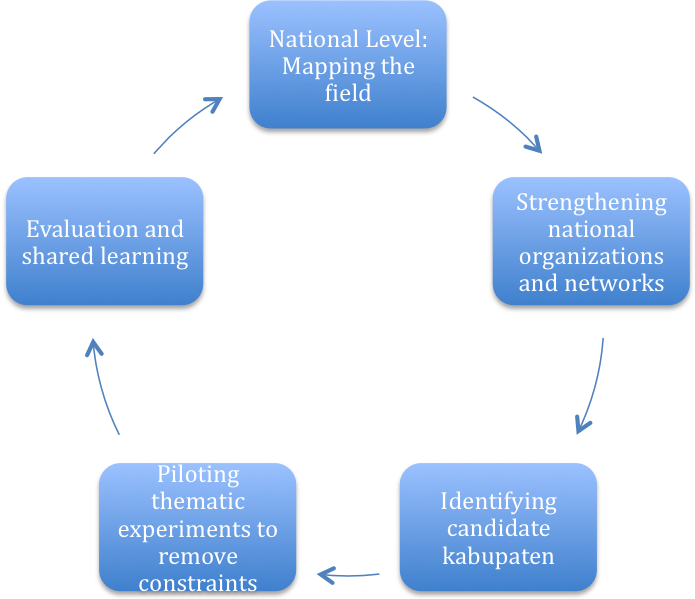 National Level:
Mapping the
field
Strengthening
national
organizations
and networks
Identifying
candidate
kabupaten
Piloting
thematic
experiments to
remove
constraints
Evaluation and
shared learning